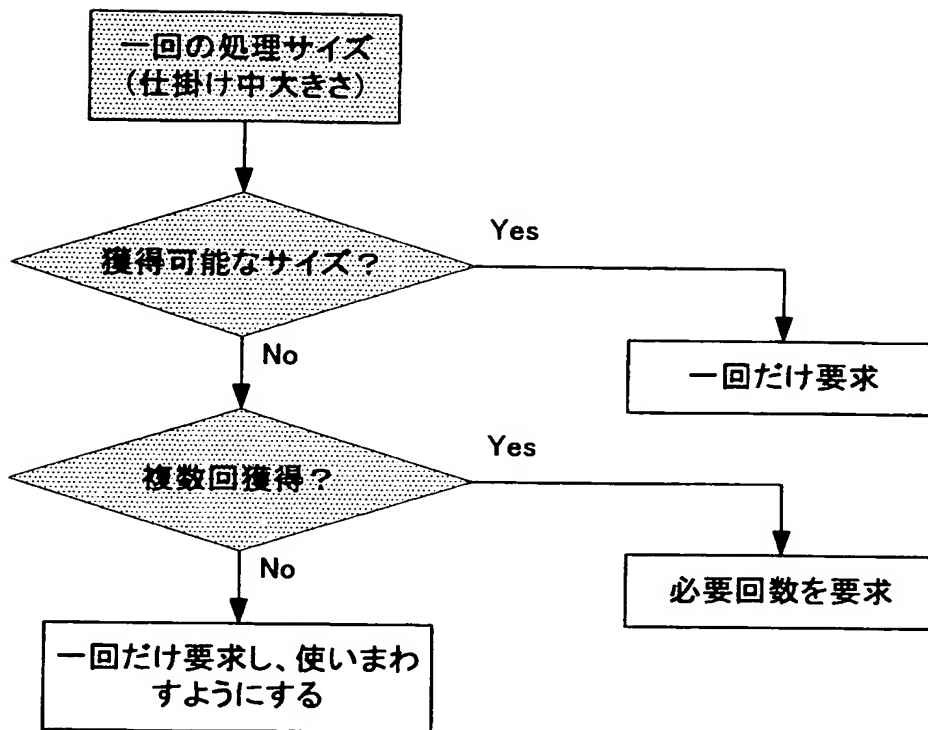 一回の処理サイズ
(仕掛け中大きさ)
獲得可能なサイズ?
Yes
No
一回だけ要求
複数回獲得?
Yes
No
必要回数を要求
一回だけ要求し、使いまわ
すようにする